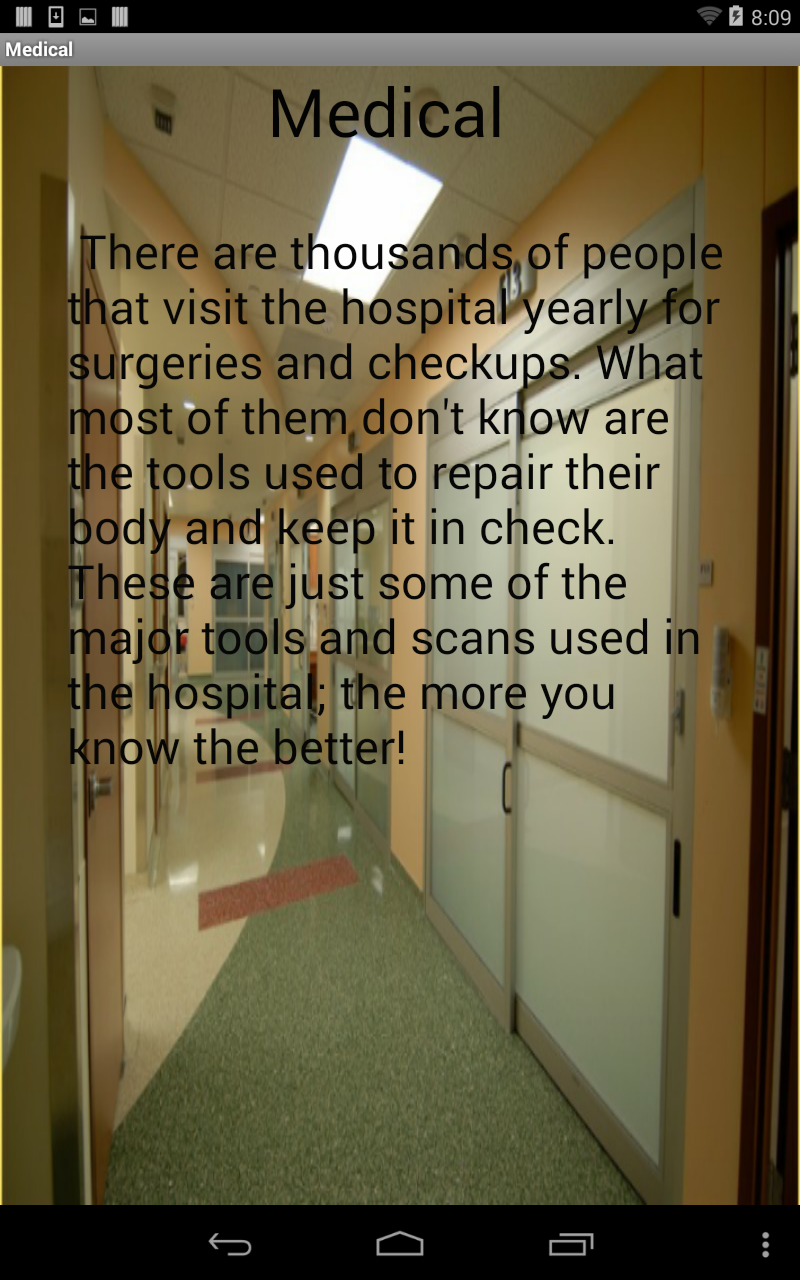 8:09
Medical
Medical
There are thousands of people
that visit the hospital yearly for
surgeries and checkups. What
most of them don't know are
the tools used to repair their
body and keep it in check.
These are just some of the
major tools and scans used in
the hospital; the more you
know the better!